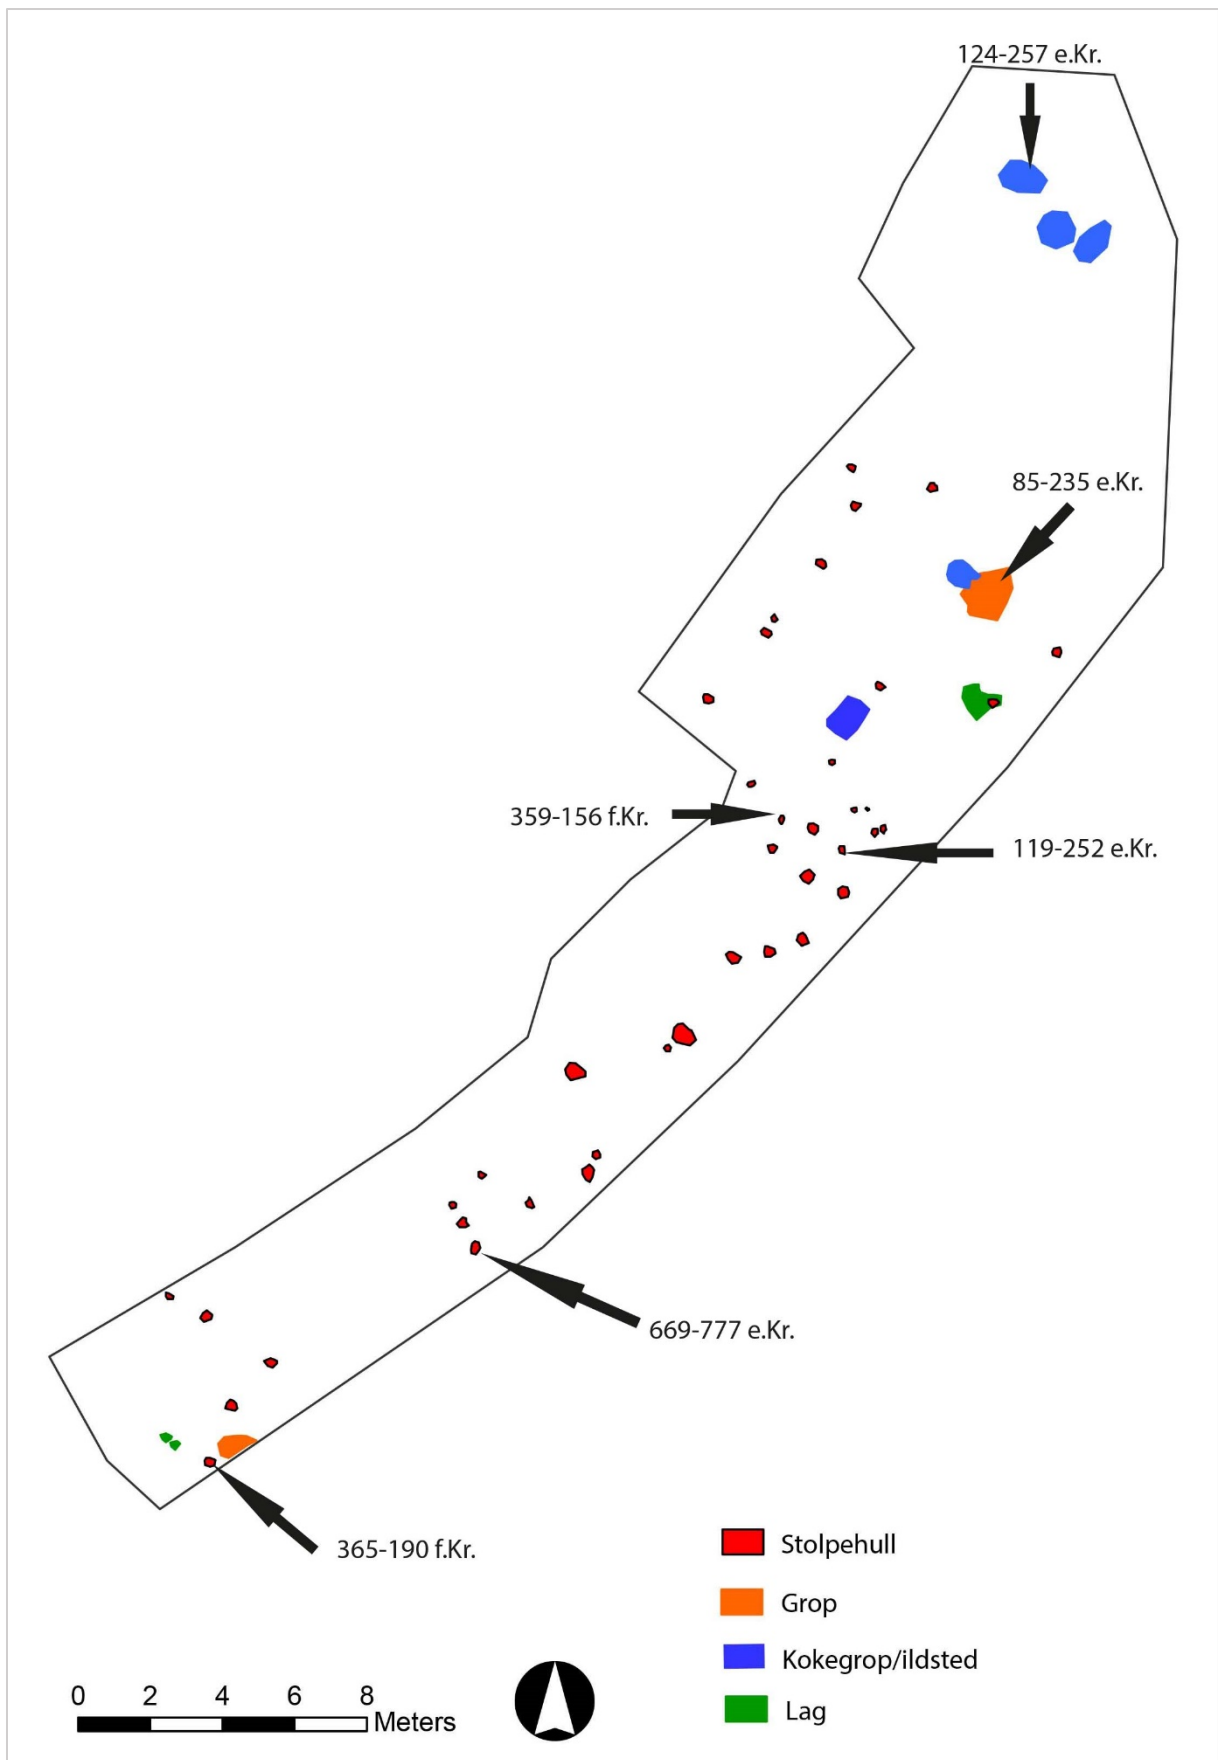 124-257 e.Kr.
85-235 e.Kr.
359-156 f.Kr.
119-252 e.Kr.
669-777 e.Kr.
365-190 f.Kr.
Stolpehull
Grop
Kokegrop/ildsted
Lag
0 2 4 6 8
Meters